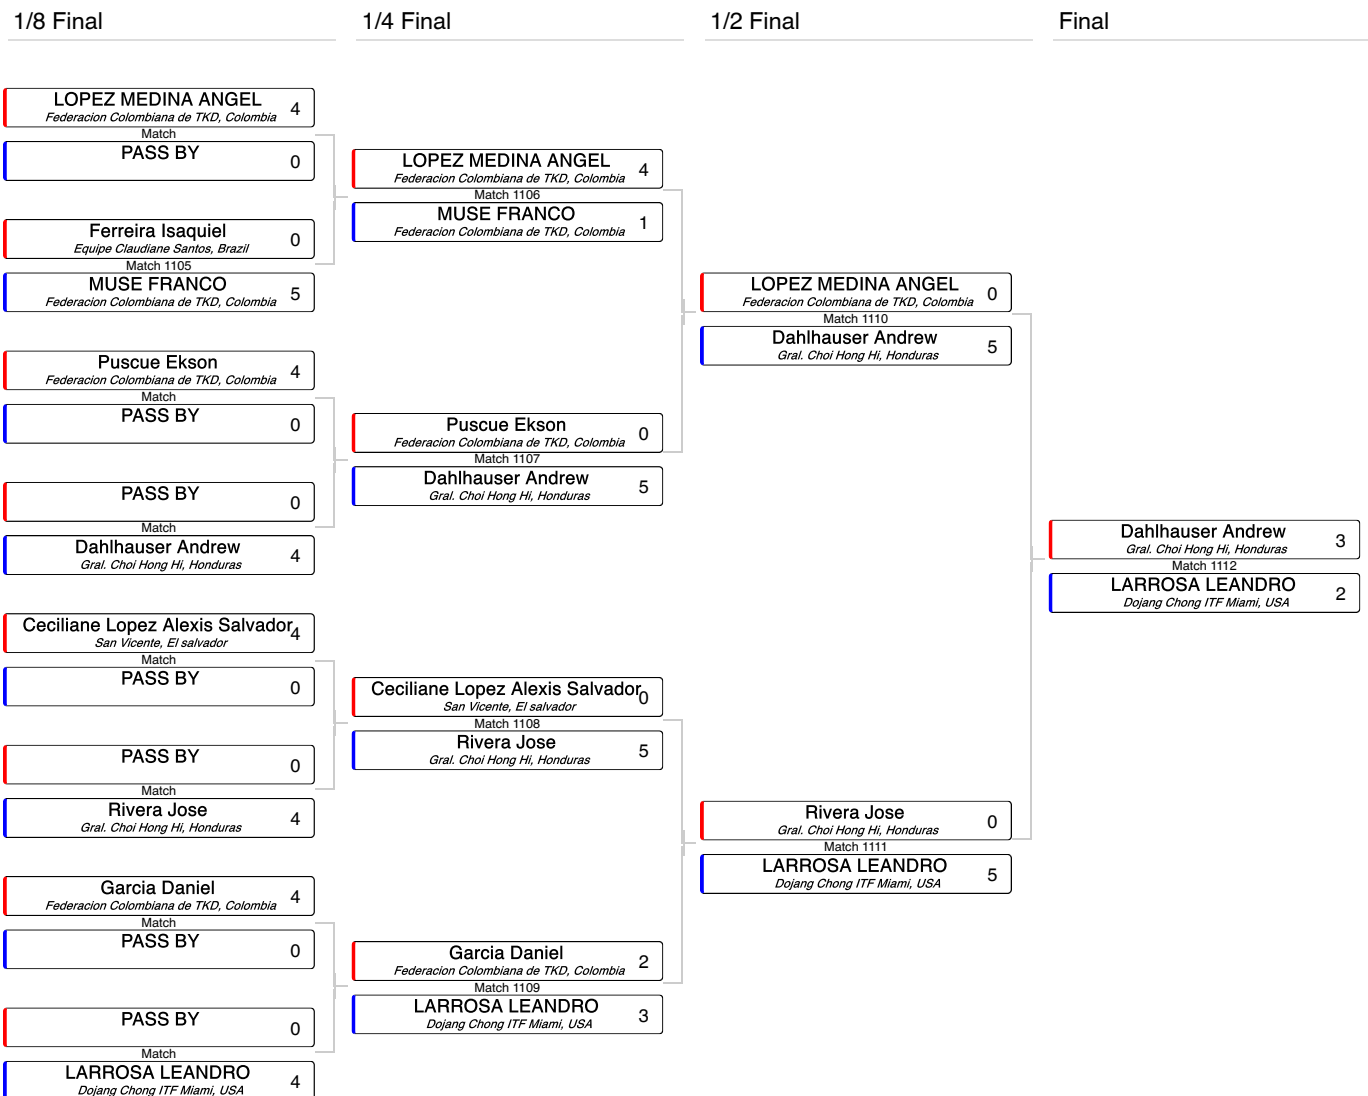 1/8 Final
1/4 Final
1/2 Final
Final
LOPEZ MEDINA ANGEL 4
Federacion Colombiana de TKD, Colombia
Match
PASS BY 0
Ferreira Isaquiel 0
Equipe Claudiane Santos, Brazil
Match 1105
MUSE FRANCO 5
Federacion Colombiana de TKD, Colombia
Puscue Ekson 4
Federacion Colombiana de TKD, Colombia
Match
PASS BY 0
PASS BY 0
Match
Dahlhauser Andrew 4
Gral. Choi Hong Hi, Honduras
Ceciliane Lopez Alexis Salvador 4
San Vicente, El salvador
Match
PASS BY 0
PASS BY 0
Match
Rivera Jose 4
Gral. Choi Hong Hi, Honduras
Garcia Daniel 4
Federacion Colombiana de TKD, Colombia
Match
PASS BY 0
PASS BY 0
Match
LARROSA LEANDRO 4
Dojang Chong ITF Miami, USA
LOPEZ MEDINA ANGEL 4
Federacion Colombiana de TKD, Colombia
Match 1106
MUSE FRANCO 1
Federacion Colombiana de TKD, Colombia
Puscue Ekson 0
Federacion Colombiana de TKD, Colombia
Match 1107
Dahlhauser Andrew 5
Gral. Choi Hong Hi, Honduras
Ceciliane Lopez Alexis Salvador 0
San Vicente, El salvador
Match 1108
Rivera Jose 5
Gral. Choi Hong Hi, Honduras
Garcia Daniel 2
Federacion Colombiana de TKD, Colombia
Match 1109
LARROSA LEANDRO 3
Dojang Chong ITF Miami, USA
LOPEZ MEDINA ANGEL 0
Federacion Colombiana de TKD, Colombia
Match 1110
Dahlhauser Andrew 5
Gral. Choi Hong Hi, Honduras
Rivera Jose 0
Gral. Choi Hong Hi, Honduras
Match 1111
LARROSA LEANDRO 5
Dojang Chong ITF Miami, USA
Dahlhauser Andrew 3
Gral. Choi Hong Hi, Honduras
Match 1112
LARROSA LEANDRO 2
Dojang Chong ITF Miami, USA